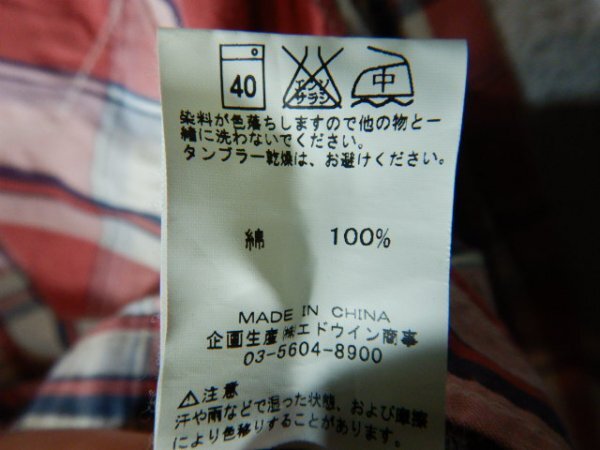 40
エンソ
サラシ
中
染料が色落ちしますので他の物と一
緒に洗わないでください。
タンブラー乾燥は、お避けください。
綿 100%
MADE IN CHINA
企画生産㈱エドウイン商事
03-5604-8900
⚠注意
汗や雨などで湿った状態、および摩擦
により色移りすることがあります。